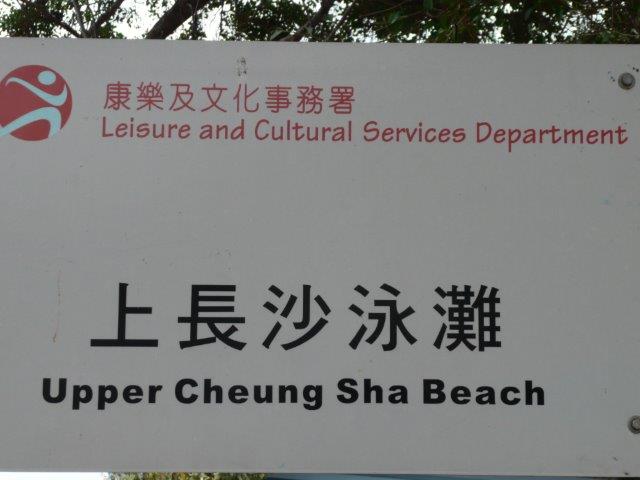 康樂及文化事務署
Leisure and Cultural Services Department
上長沙泳灘
Upper Cheung Sha Beach